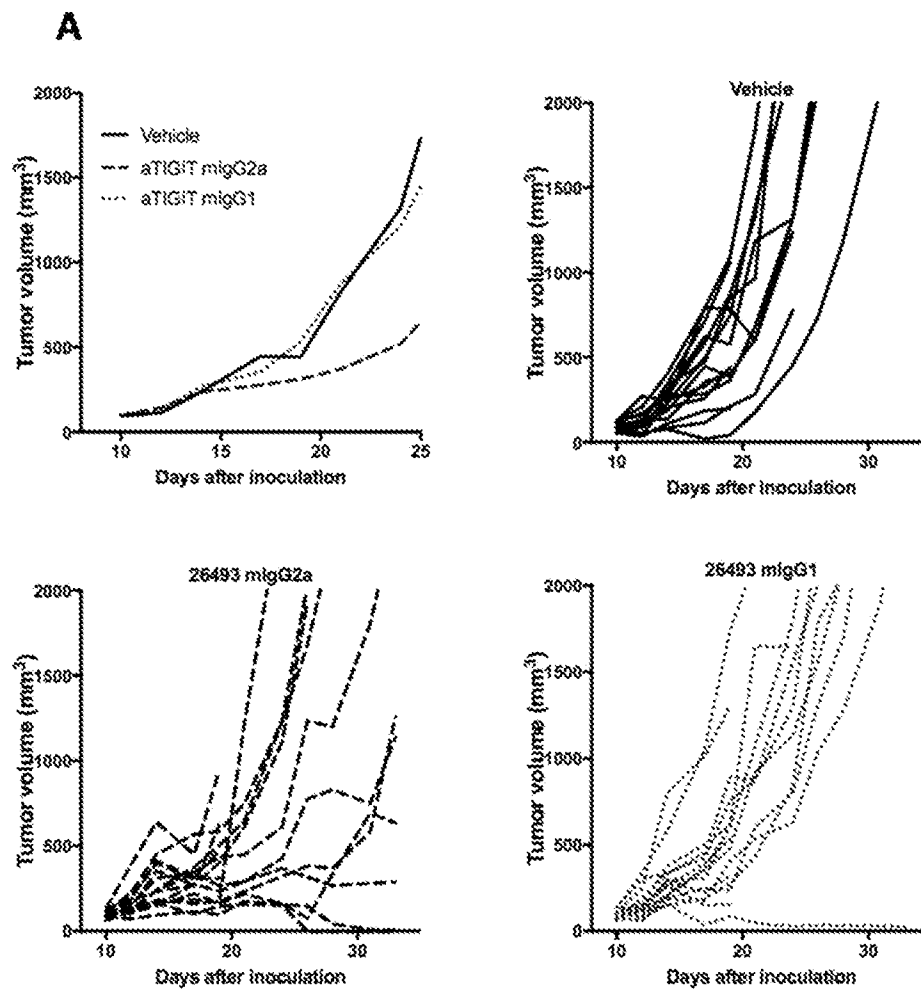 A
2000
1500
1000
500
0
Tumor volume (mm³)
Vehicle
aTIGIT mIgG2a
aTIGIT mIgG1
10 15 20 25
Days after inoculation
Vehicle
2000
1500
1000
500
0
Tumor volume (mm³)
10 20 30
Days after inoculation
26493 mIgG2a
2000
1500
1000
500
0
Tumor volume (mm³)
10 20 30
Days after inoculation
26493 mIgG1
2000
1500
1000
500
0
Tumor volume (mm³)
10 20 30
Days after inoculation